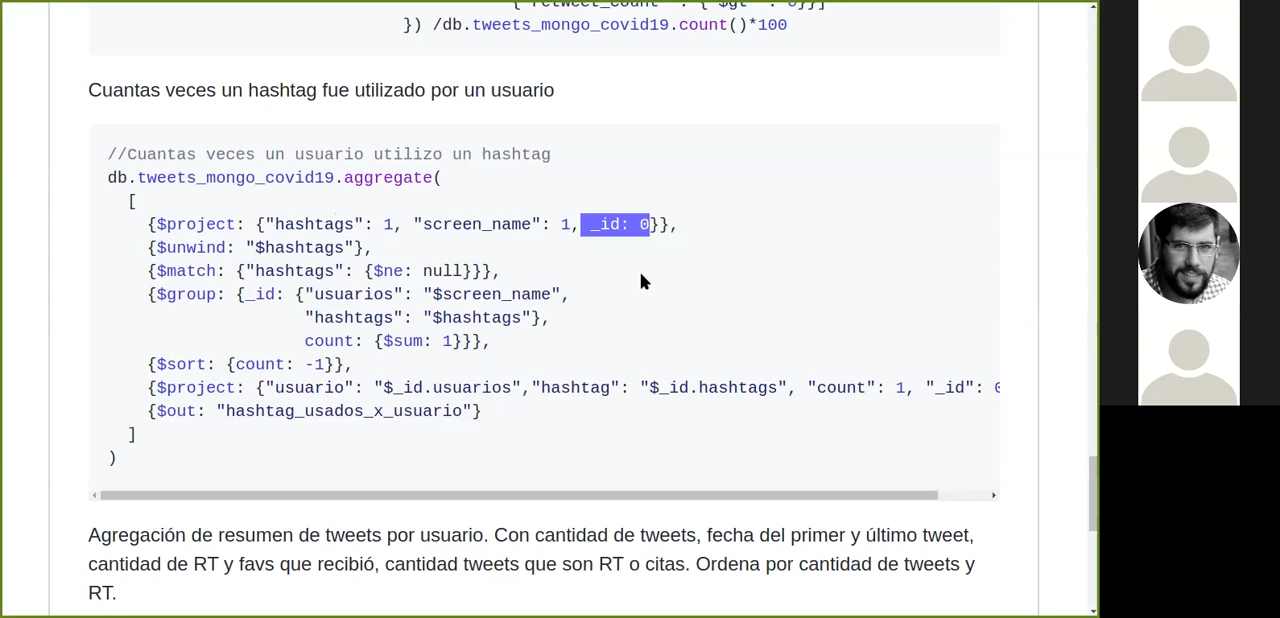 {"retweet_count" : {"$gt" : 0}}]
}) /db.tweets_mongo_covid19.count()*100
Cuantas veces un hashtag fue utilizado por un usuario
//Cuantas veces un usuario utilizo un hashtag
db.tweets_mongo_covid19.aggregate(
[
{$project: {"hashtags": 1, "screen_name": 1, _id: 0}},
{$unwind: "$hashtags"},
{$match: {"hashtags": {$ne: null}}},
{$group: {_id: {"usuarios": "$screen_name",
"hashtags": "$hashtags"},
count: {$sum: 1}}},
{$sort: {count: -1}},
{$project: {"usuario": "$_id.usuarios","hashtag": "$_id.hashtags", "count": 1, "_id": 0
{$out: "hashtag_usados_x_usuario"}
]
)
Agregación de resumen de tweets por usuario. Con cantidad de tweets, fecha del primer y último tweet,
cantidad de RT y favs que recibió, cantidad tweets que son RT o citas. Ordena por cantidad de tweets y
RT.